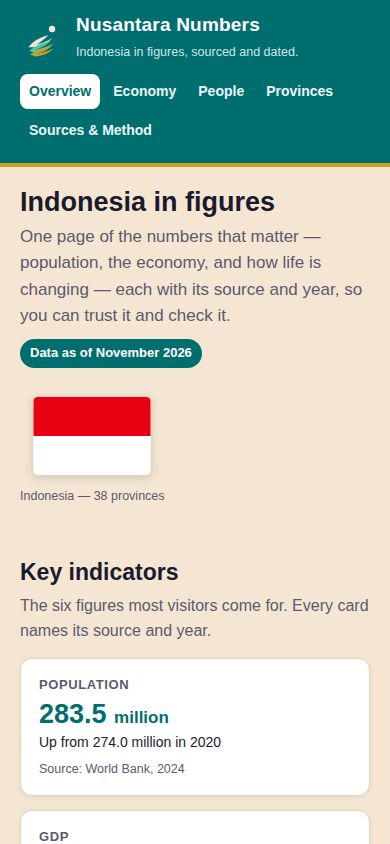 Nusantara Numbers
Indonesia in figures, sourced and dated.
Overview Economy People Provinces
Sources & Method
Indonesia in figures
One page of the numbers that matter —
population, the economy, and how life is
changing — each with its source and year, so
you can trust it and check it.
Data as of November 2026
Indonesia — 38 provinces
Key indicators
The six figures most visitors come for. Every card
names its source and year.
POPULATION
283.5 million
Up from 274.0 million in 2020
Source: World Bank, 2024
GDP